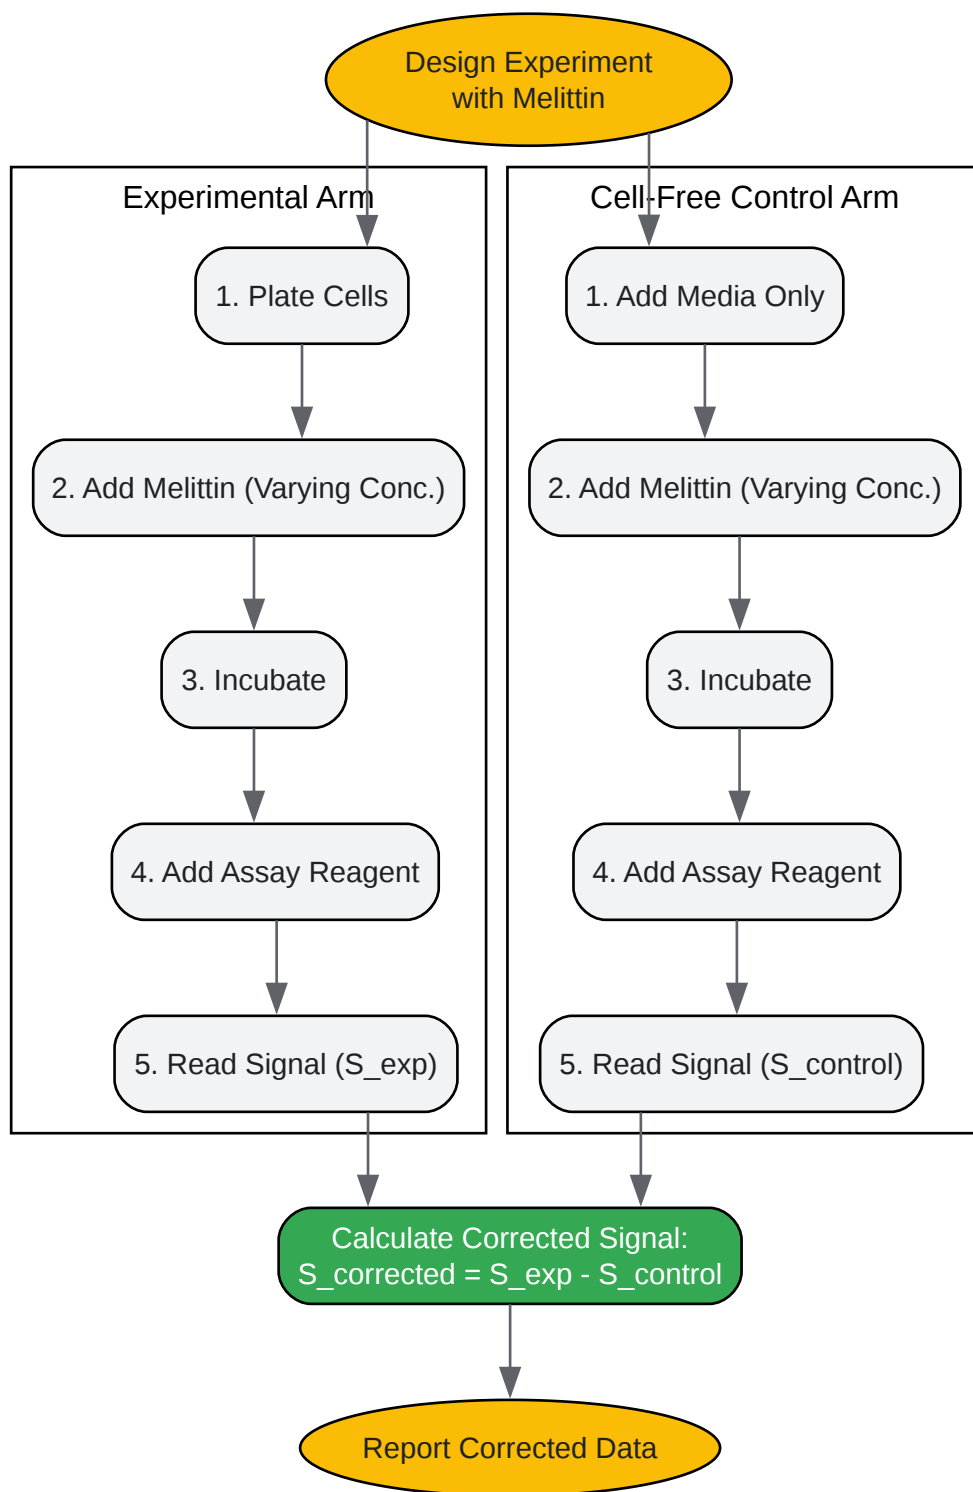 Design Experiment
with Melittin
Experimental Arm
1. Plate Cells
2. Add Melittin (Varying Conc.)
3. Incubate
4. Add Assay Reagent
5. Read Signal (S_exp)
Cell-Free Control Arm
1. Add Media Only
2. Add Melittin (Varying Conc.)
3. Incubate
4. Add Assay Reagent
5. Read Signal (S_control)
Calculate Corrected Signal:
S_corrected = S_exp - S_control
Report Corrected Data